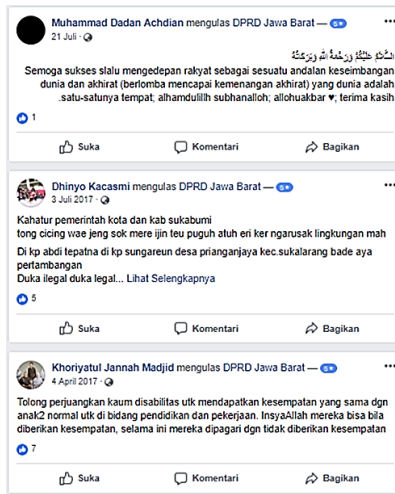 Muhammad Dadan Achdian mengulas DPRD Jawa Barat — 5★
21 Juli ·
السَّلاَمُ عَلَيْكُمْ وَرَحْمَةُ اللهِ وَبَرَكَاتُهُ
Semoga sukses slalu mengedepan rakyat sebagai sesuatu andalan keseimbangan
dunia dan akhirat (berlomba mencapai kemenangan akhirat) yang dunia adalah
.satu-satunya tempat; alhamdulillh subhanalloh; allohuakbar ♥; terima kasih
1
Suka Komentari Bagikan
Dhinyo Kacasmi mengulas DPRD Jawa Barat — 5★
3 Juli 2017 ·
Kahatur pemerintah kota dan kab sukabumi
tong cicing wae jeng sok mere ijin teu puguh atuh eri ker ngarusak lingkungan mah
Di kp abdi tepatna di kp sungareun desa prianganjaya kec.sukalarang bade aya
pertambangan
Duka ilegal duka legal... Lihat Selengkapnya
5
Suka Komentari Bagikan
Khoriyatul Jannah Madjid mengulas DPRD Jawa Barat — 5★
4 April 2017 ·
Tolong perjuangkan kaum disabilitas utk mendapatkan kesempatan yang sama dgn
anak2 normal utk di bidang pendidikan dan pekerjaan. InsyaAllah mereka bisa bila
diberikan kesempatan, selama ini mereka dipagari dgn tidak diberikan kesempatan
7
Suka Komentari Bagikan